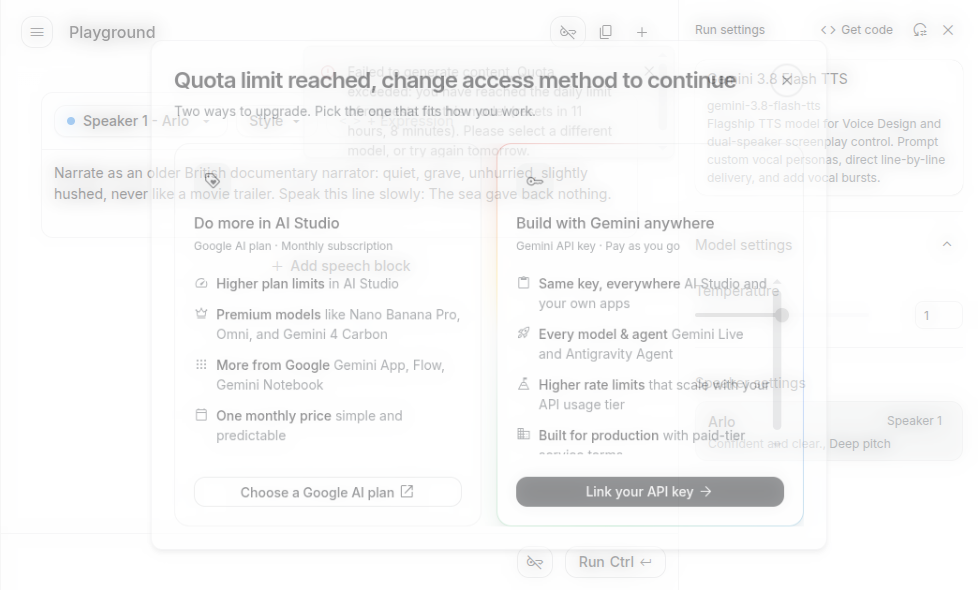 Playground
Run settings
Get code
Quota limit reached, change access method to continue
Two ways to upgrade. Pick the one that fits how you work.
Failed to generate content. Quota
exceeded: you have reached the daily limit
hours, 8 minutes). Please select a different
model, or try again tomorrow.
Gemini 3.8 Flash TTS
gemini-3.8-flash-tts
Flagship TTS model for Voice Design and
dual-speaker screenplay control. Prompt
custom vocal personas, direct line-by-line
delivery, and add vocal bursts.
Speaker 1 - Arlo
Style
+ Expression
Narrate as an older British documentary narrator: quiet, grave, unhurried, slightly
hushed, never like a movie trailer. Speak this line slowly: The sea gave back nothing.
+ Add speech block
Do more in AI Studio
Google AI plan · Monthly subscription
Higher plan limits in AI Studio
Premium models like Nano Banana Pro,
Omni, and Gemini 4 Carbon
More from Google Gemini App, Flow,
Gemini Notebook
One monthly price simple and
predictable
Choose a Google AI plan
Build with Gemini anywhere
Gemini API key · Pay as you go
Same key, everywhere AI Studio and
your own apps
Every model & agent Gemini Live
and Antigravity Agent
Higher rate limits that scale with your
API usage tier
Built for production with paid-tier
service terms
Link your API key →
Model settings
Temperature
1
Speaker settings
Arlo
Speaker 1
Confident and clear., Deep pitch
Run Ctrl ↵